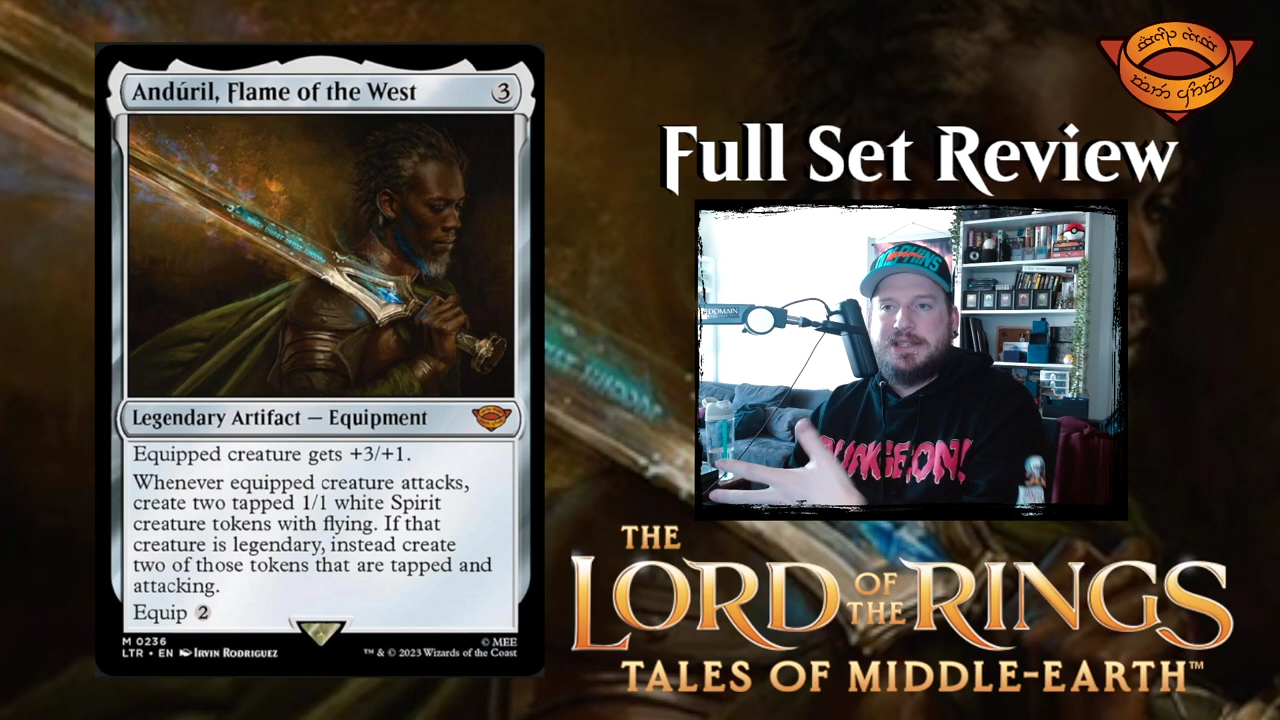 Andúril, Flame of the West 3
Legendary Artifact — Equipment
Equipped creature gets +3/+1.
Whenever equipped creature attacks,
create two tapped 1/1 white Spirit
creature tokens with flying. If that
creature is legendary, instead create
two of those tokens that are tapped and
attacking.
Equip 2
M 0236
LTR • EN Irvin Rodriguez
© MEE
™ & © 2023 Wizards of the Coast
Full Set Review
DOLPHINS
DOMAIN
DUNGEON!
THE
LORD OF THE RINGS
TALES OF MIDDLE-EARTH™